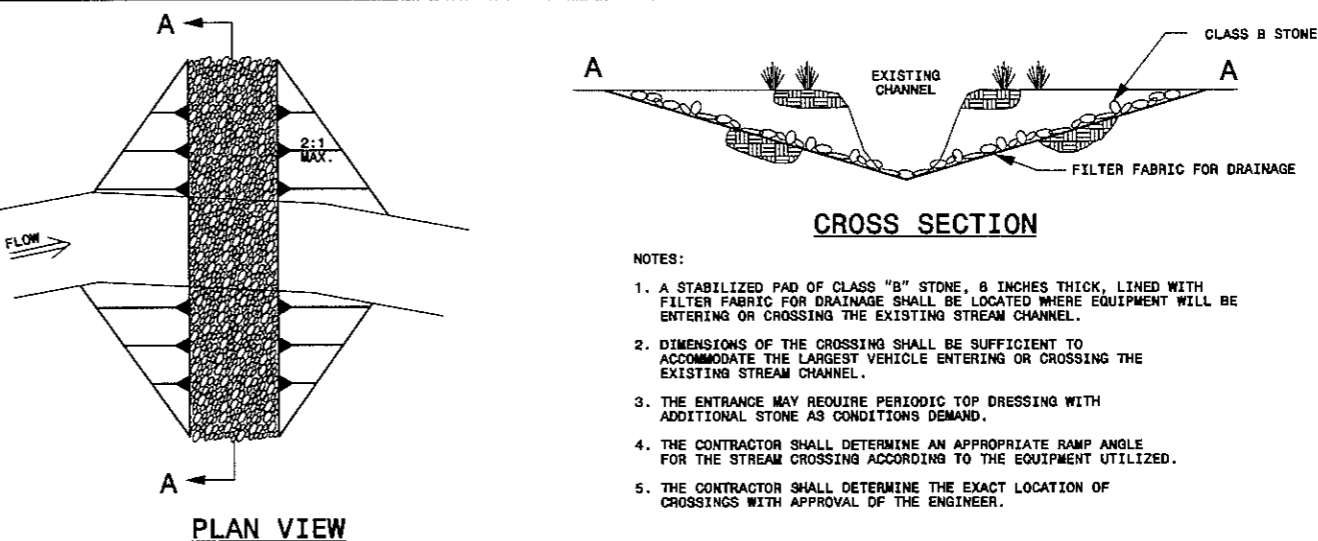 A
2:1
MAX.
FLOW
A
PLAN VIEW
CLASS B STONE
A
EXISTING
CHANNEL
A
FILTER FABRIC FOR DRAINAGE
CROSS SECTION
NOTES:
1. A STABILIZED PAD OF CLASS "B" STONE, 6 INCHES THICK, LINED WITH
FILTER FABRIC FOR DRAINAGE SHALL BE LOCATED WHERE EQUIPMENT WILL BE
ENTERING OR CROSSING THE EXISTING STREAM CHANNEL.
2. DIMENSIONS OF THE CROSSING SHALL BE SUFFICIENT TO
ACCOMMODATE THE LARGEST VEHICLE ENTERING OR CROSSING THE
EXISTING STREAM CHANNEL.
3. THE ENTRANCE MAY REQUIRE PERIODIC TOP DRESSING WITH
ADDITIONAL STONE AS CONDITIONS DEMAND.
4. THE CONTRACTOR SHALL DETERMINE AN APPROPRIATE RAMP ANGLE
FOR THE STREAM CROSSING ACCORDING TO THE EQUIPMENT UTILIZED.
5. THE CONTRACTOR SHALL DETERMINE THE EXACT LOCATION OF
CROSSINGS WITH APPROVAL OF THE ENGINEER.